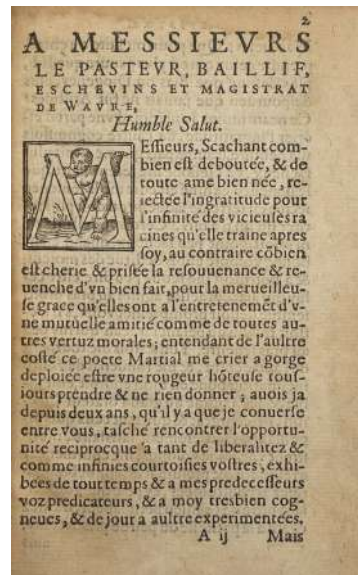 2
A MESSIEVRS
LE PASTEVR, BAILLIF,
ESCHEVINS ET MAGISTRAT
DE WAVRE,
Humble Salut.
MEſſieurs, Scachant com-
bien eſt deboutée, & de
toute ame bien née, re-
iectée l'ingratitude pour
l'infinité des vicieuſes ra
cines qu'elle traine apres
ſoy, au contraire cõbien
eſt cherie & priſée la reſouuenance & re-
uenche d'vn bien fait, pour la merueilleu-
ſe grace qu'elles ont a l'entretenemẽt d'v-
ne mutuelle amitié comme de toutes au-
tres vertuz morales; entendant de l'aultre
coſté ce poete Martial me crier a gorge
deploiée eſtre vne rougeur hõteuſe touſ-
iours prendre & ne rien donner; auois ja
depuis deux ans, qu'il y a que je conuerſe
entre vous, taſché rencontrer l'opportu-
nité reciprocque 'a tant de liberalitez &
comme infinies courtoiſies voſtres, exhi-
bées de tout temps & a mes predeceſſeurs
voz predicateurs, & a moy tresbien cog-
neues, & de jour a aultre experimentées.
A ij Mais